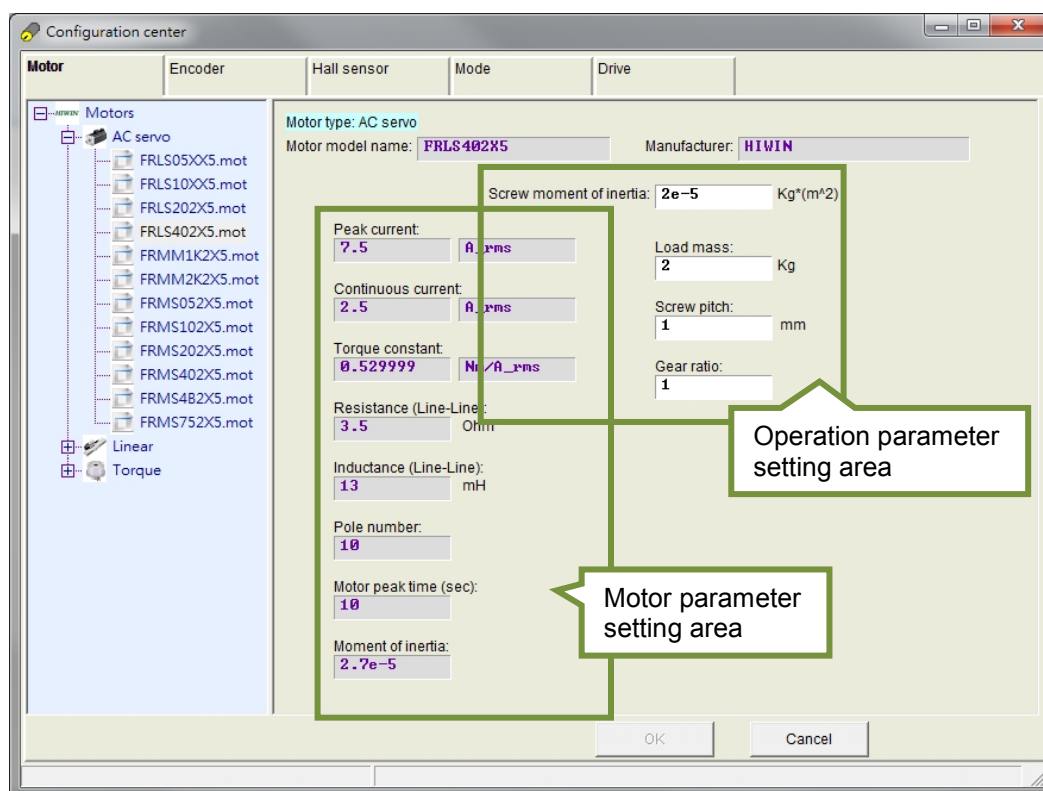 Configuration center
Motor Encoder Hall sensor Mode Drive
HIWIN Motors
AC servo
FRLS05XX5.mot
FRLS10XX5.mot
FRLS202X5.mot
FRLS402X5.mot
FRMM1K2X5.mot
FRMM2K2X5.mot
FRMS052X5.mot
FRMS102X5.mot
FRMS202X5.mot
FRMS402X5.mot
FRMS4B2X5.mot
FRMS752X5.mot
Linear
Torque
Motor type: AC servo
Motor model name: FRLS402X5 Manufacturer: HIWIN
Screw moment of inertia: 2e-5 Kg*(m^2)
Load mass:
2 Kg
Screw pitch:
1 mm
Gear ratio:
1
Peak current:
7.5 A_rms
Continuous current:
2.5 A_rms
Torque constant:
0.529999 Nm/A_rms
Resistance (Line-Line):
3.5 Ohm
Inductance (Line-Line):
13 mH
Pole number:
10
Motor peak time (sec):
10
Moment of inertia:
2.7e-5
Operation parameter
setting area
Motor parameter
setting area
OK Cancel